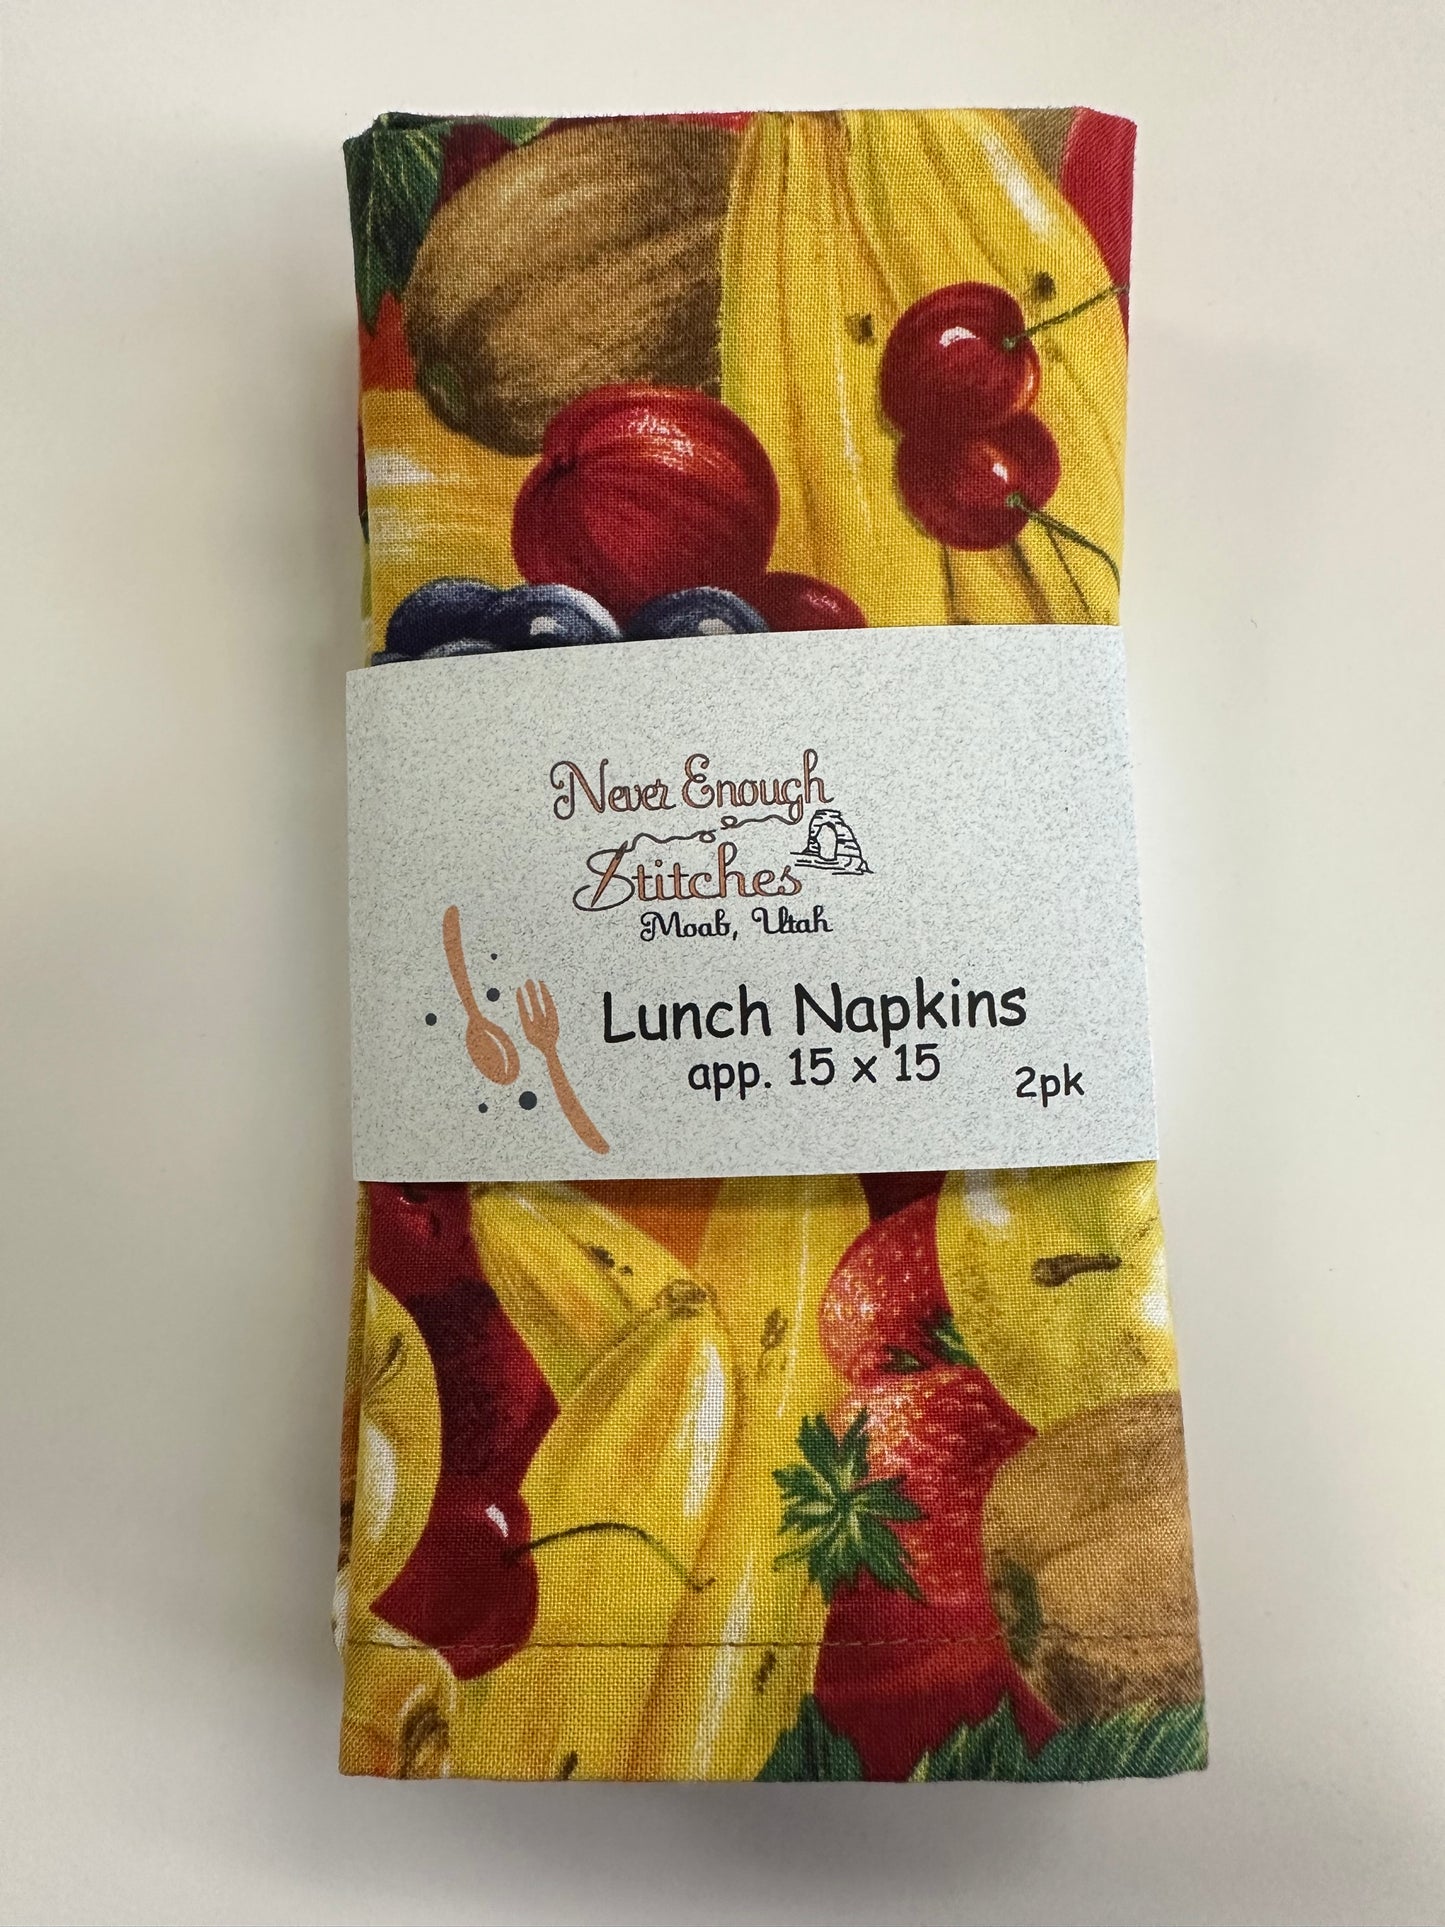 Never Enough
Stitches
Moab, Utah
Lunch Napkins
app. 15 x 15
2pk